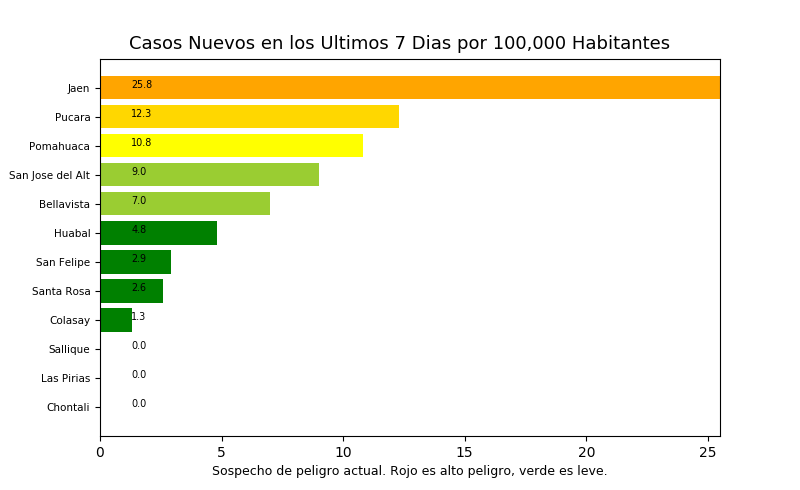 Casos Nuevos en los Ultimos 7 Dias por 100,000 Habitantes
Jaen 25.8
Pucara 12.3
Pomahuaca 10.8
San Jose del Alt 9.0
Bellavista 7.0
Huabal 4.8
San Felipe 2.9
Santa Rosa 2.6
Colasay 1.3
Sallique 0.0
Las Pirias 0.0
Chontali 0.0
0 5 10 15 20 25
Sospecho de peligro actual. Rojo es alto peligro, verde es leve.